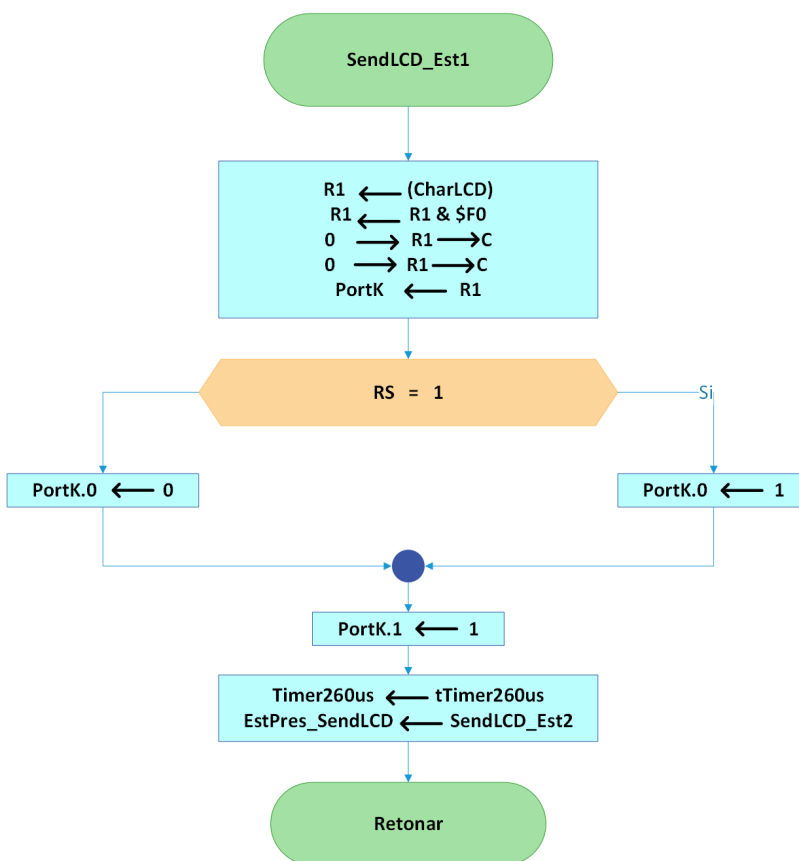 SendLCD_Est1
R1 ← (CharLCD)
R1 ← R1 & $F0
0 → R1 → C
0 → R1 → C
PortK ← R1
RS = 1
Si
PortK.0 ← 0
PortK.0 ← 1
PortK.1 ← 1
Timer260us ← tTimer260us
EstPres_SendLCD ← SendLCD_Est2
Retonar